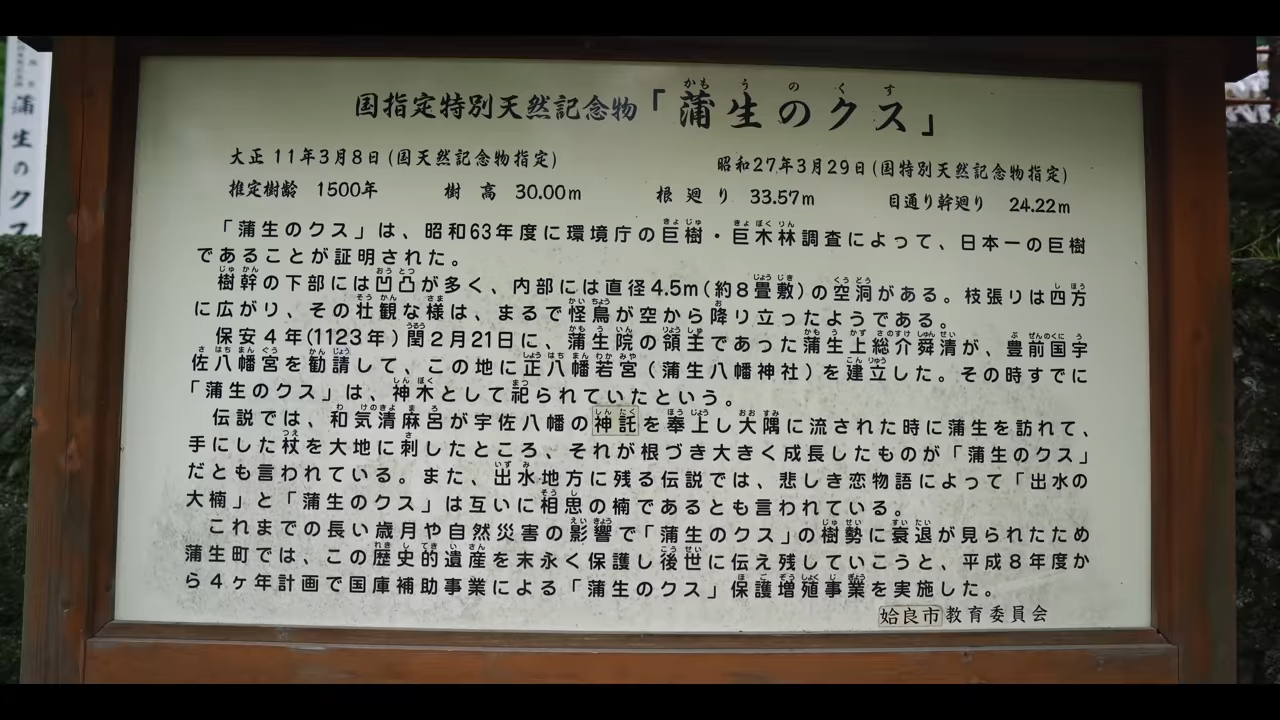 蒲生のクス
かも う の く す
国指定特別天然記念物「蒲生のクス」
大正11年3月8日(国天然記念物指定) 昭和27年3月29日(国特別天然記念物指定)
推定樹齢 1500年 樹高 30.00m 根廻り 33.57m 目通り幹廻り 24.22m
「蒲生のクス」は、昭和63年度に環境庁の巨樹・巨木林調査によって、日本一の巨樹
であることが証明された。
樹幹の下部には凹凸が多く、内部には直径4.5m(約8畳敷)の空洞がある。枝張りは四方
に広がり、その壮観な様は、まるで怪鳥が空から降り立ったようである。
保安4年(1123年)閏2月21日に、蒲生院の領主であった蒲生上総介舜清が、豊前国宇
佐八幡宮を勧請して、この地に正八幡若宮(蒲生八幡神社)を建立した。その時すでに
「蒲生のクス」は、神木として祀られていたという。
伝説では、和気清麻呂が宇佐八幡の神託を奉上し大隅に流された時に蒲生を訪れて、
手にした杖を大地に刺したところ、それが根づき大きく成長したものが「蒲生のクス」
だとも言われている。また、出水地方に残る伝説では、悲しき恋物語によって「出水の
大楠」と「蒲生のクス」は互いに相思の楠であるとも言われている。
これまでの長い歳月や自然災害の影響で「蒲生のクス」の樹勢に衰退が見られたため
蒲生町では、この歴史的遺産を末永く保護し後世に伝え残していこうと、平成8年度か
ら4ヶ年計画で国庫補助事業による「蒲生のクス」保護増殖事業を実施した。
姶良市教育委員会